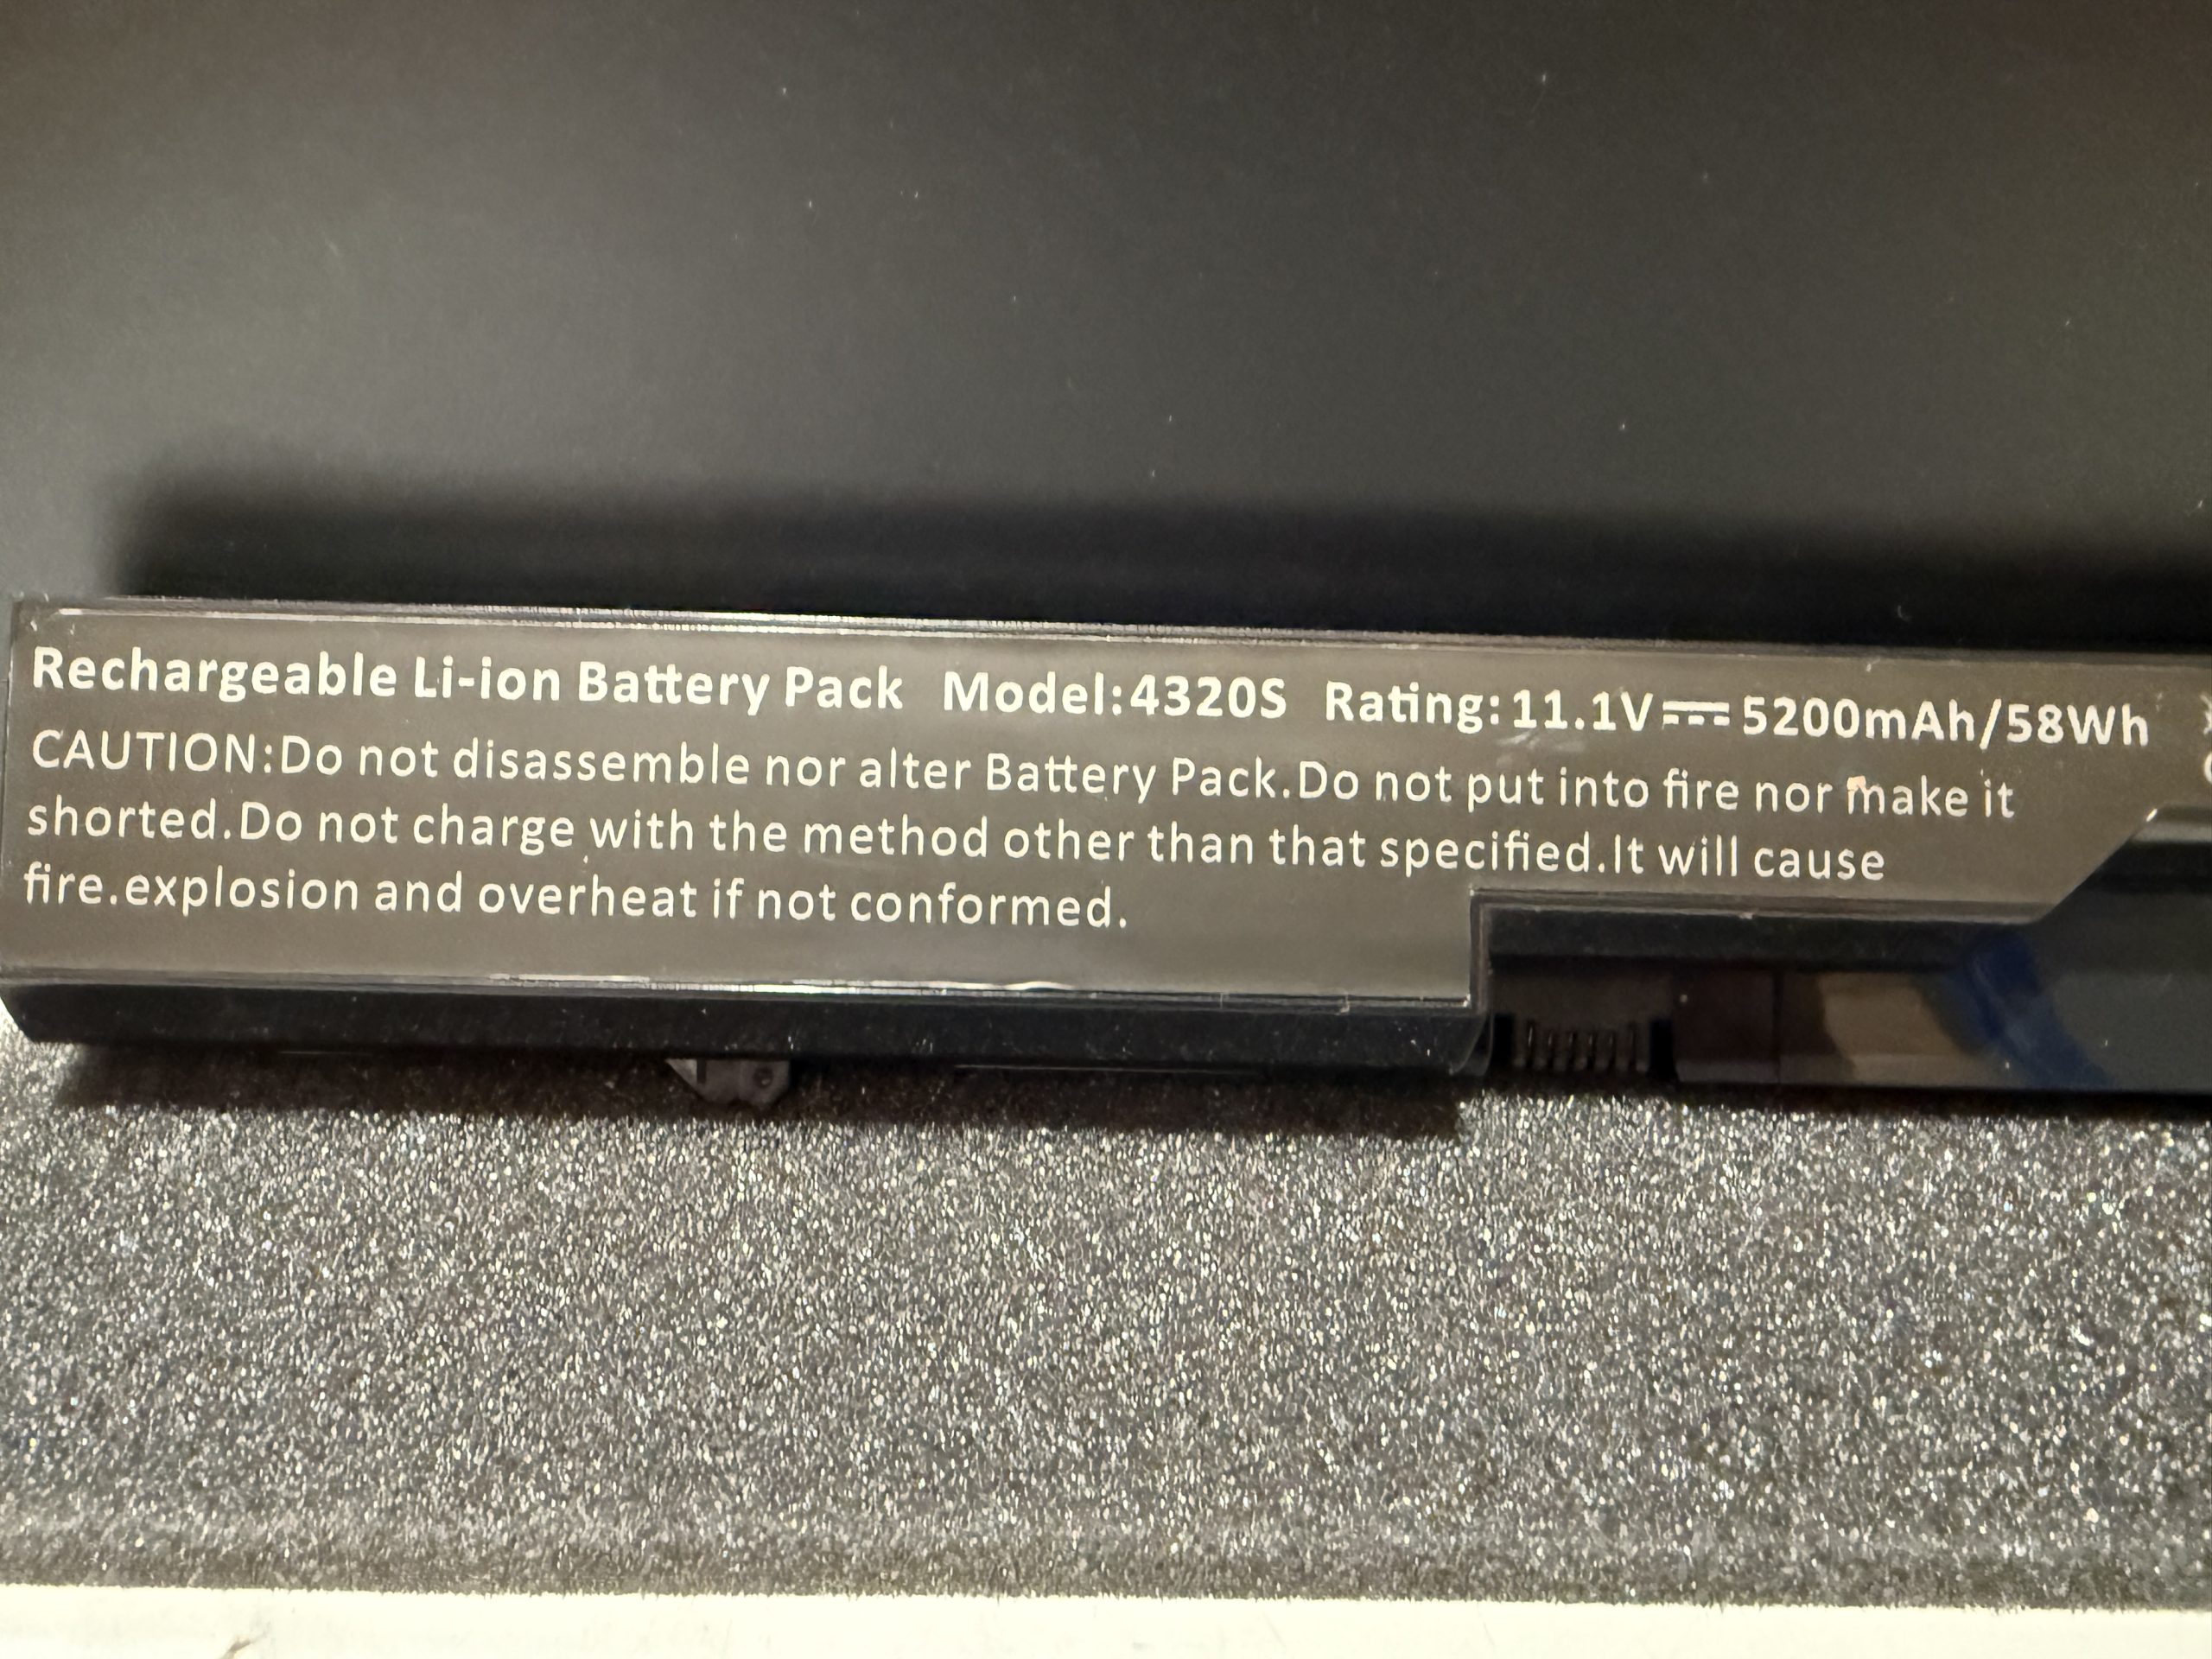 Rechargeable Li-ion Battery Pack Model:4320S Rating:11.1V⎓5200mAh/58Wh
CAUTION:Do not disassemble nor alter Battery Pack.Do not put into fire nor make it
shorted.Do not charge with the method other than that specified.It will cause
fire.explosion and overheat if not conformed.